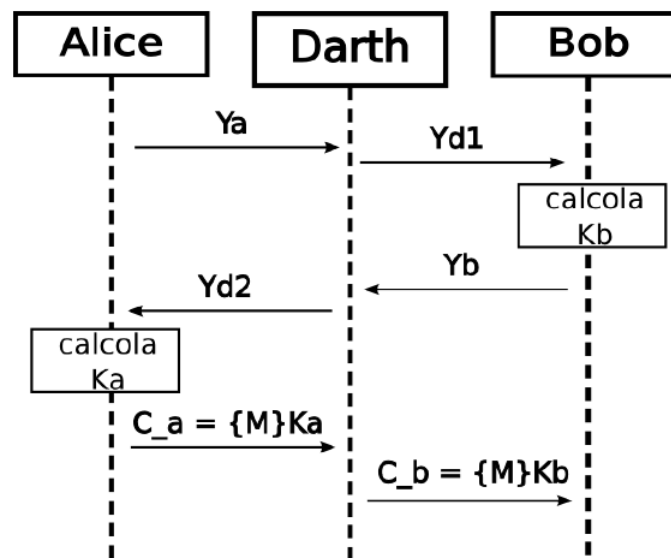 Alice
Darth
Bob
Ya
Yd1
calcola
Kb
Yb
Yd2
calcola
Ka
C_a = {M}Ka
C_b = {M}Kb